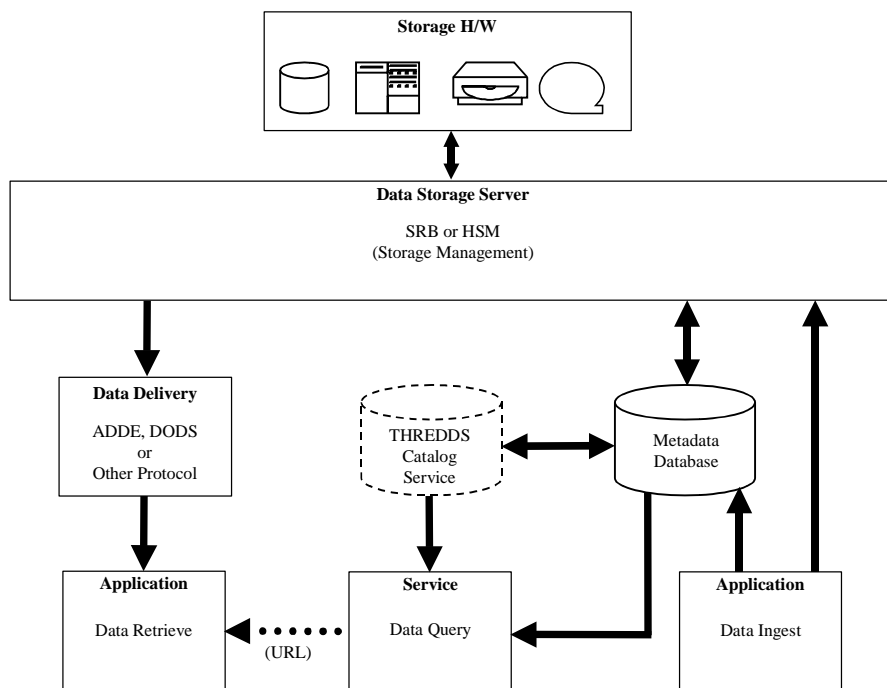 Storage H/W
Data Storage Server
SRB or HSM
(Storage Management)
Data Delivery
ADDE, DODS
or
Other Protocol
THREDDS
Catalog
Service
Metadata
Database
Application
Data Retrieve
(URL)
Service
Data Query
Application
Data Ingest